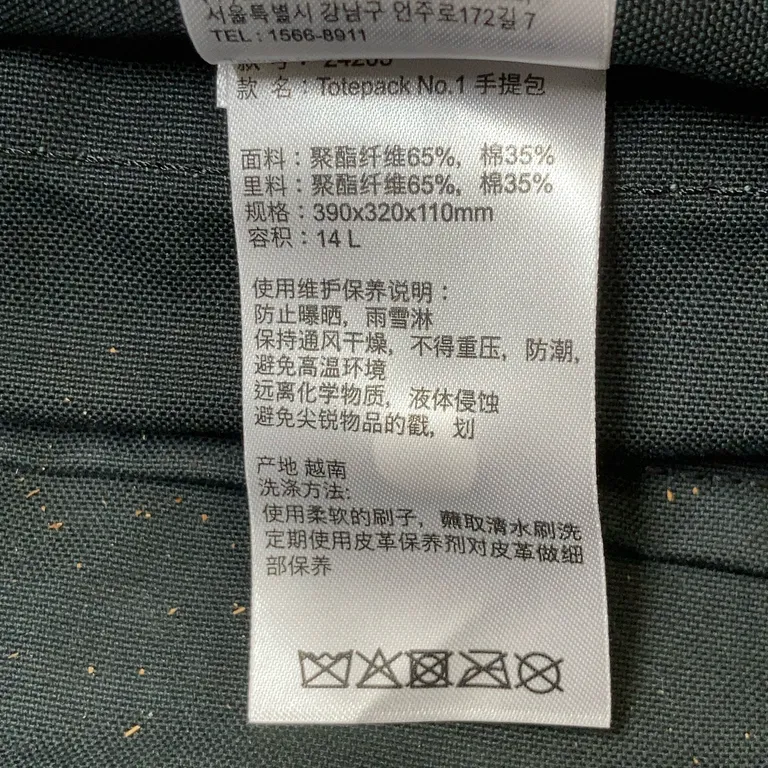 서울특별시 강남구 언주로172길 7
TEL : 1566-8911
款 号 :
款 名 : Totepack No.1 手提包
面料 : 聚酯纤维65%, 棉35%
里料 : 聚酯纤维65%, 棉35%
规格 : 390x320x110mm
容积 : 14 L
使用维护保养说明 :
防止曝晒, 雨雪淋
保持通风干燥, 不得重压, 防潮,
避免高温环境
远离化学物质, 液体侵蚀
避免尖锐物品的戳, 划
产地 越南
洗涤方法:
使用柔软的刷子, 蘸取清水刷洗
定期使用皮革保养剂对皮革做细
部保养